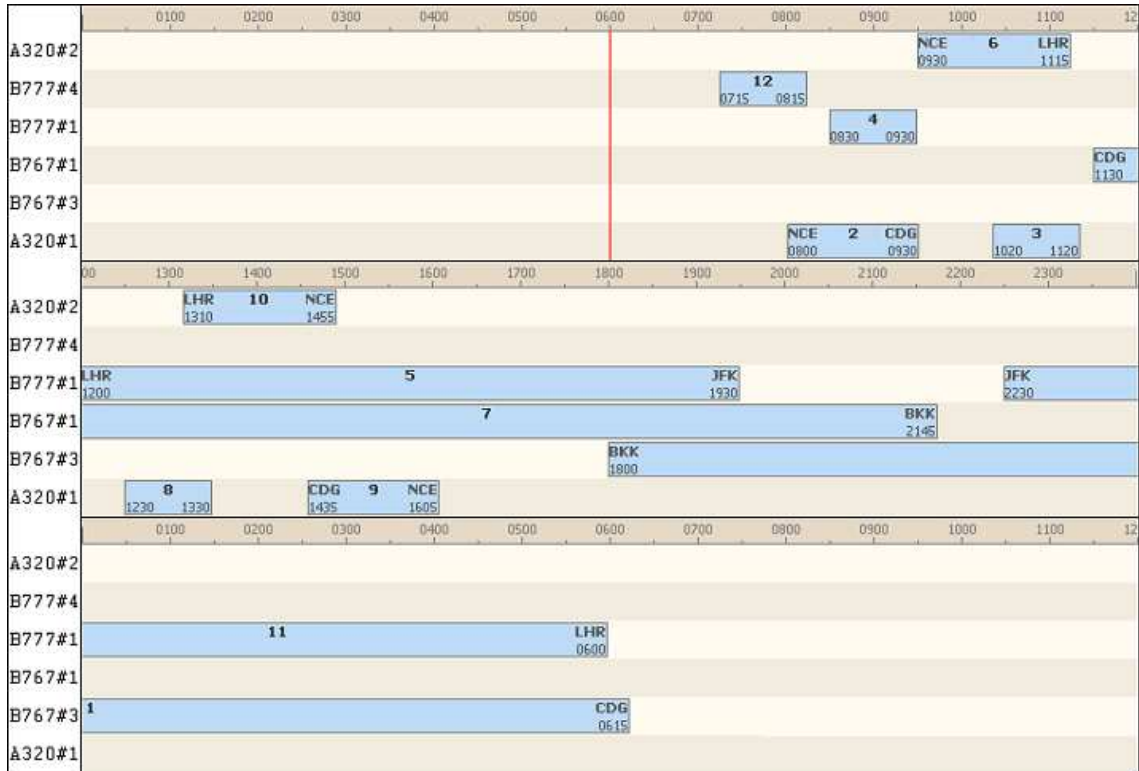 0100 0200 0300 0400 0500 0600 0700 0800 0900 1000 1100 12
A320#2 NCE 6 LHR
0930 1115
B777#4 12
0715 0815
B777#1 4
0830 0930
B767#1 CDG
1130
B767#3
A320#1 NCE 2 CDG 3
0800 0930 1020 1120
00 1300 1400 1500 1600 1700 1800 1900 2000 2100 2200 2300
A320#2 LHR 10 NCE
1310 1455
B777#4
B777#1 LHR 5 JFK JFK
1200 1930 2230
B767#1 7 BKK
2145
B767#3 BKK
1800
A320#1 8 CDG 9 NCE
1230 1330 1435 1605
0100 0200 0300 0400 0500 0600 0700 0800 0900 1000 1100 12
A320#2
B777#4
B777#1 11 LHR
0600
B767#1
B767#3 1 CDG
0615
A320#1